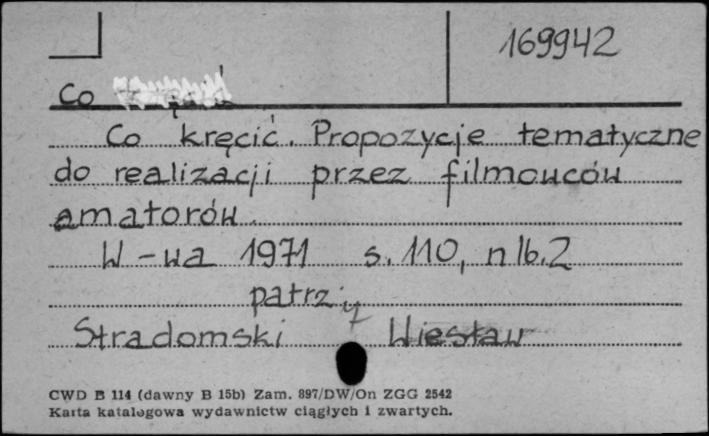 169942
Co
Co kręcić. Propozycje tematyczne
do realizacji przez filmowców
amatorów.
W-wa 1971 s. 110, nlb. 2
patrz:
Stradomski Wiesław
CWD B 114 (dawny B 15b) Zam. 897/DW/On ZGG 2542
Karta katalogowa wydawnictw ciągłych i zwartych.